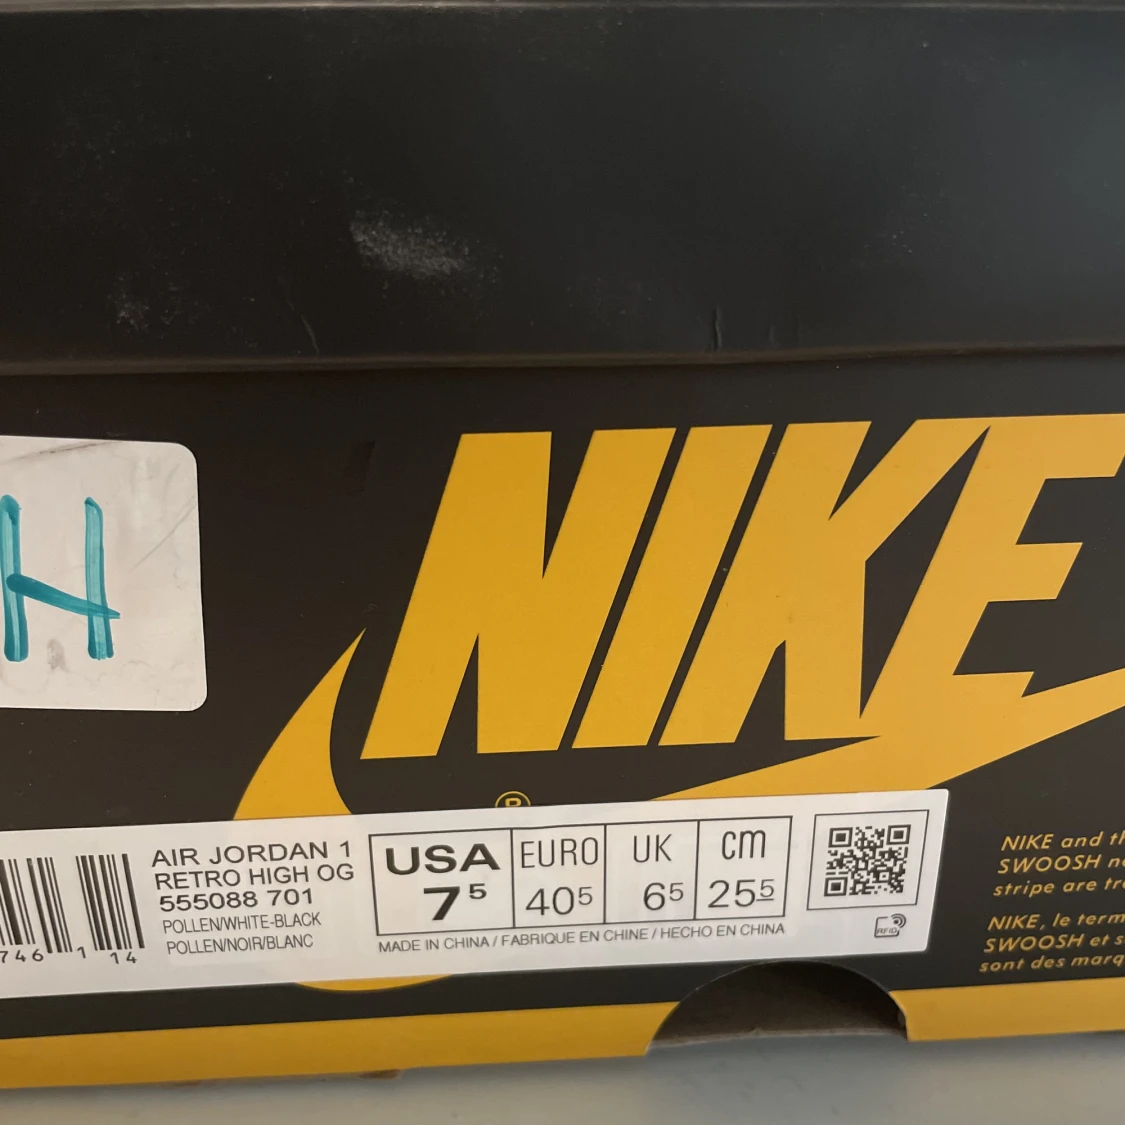 H
NIKE
®
AIR JORDAN 1
RETRO HIGH OG
555088 701
POLLEN/WHITE-BLACK
POLLEN/NOIR/BLANC
746 1 14
USA EURO UK cm
7⁵ 40⁵ 6⁵ 25⁵
MADE IN CHINA / FABRIQUE EN CHINE / HECHO EN CHINA
RFID
NIKE and th
SWOOSH
stripe are
NIKE, le term
SWOOSH et
sont des marq